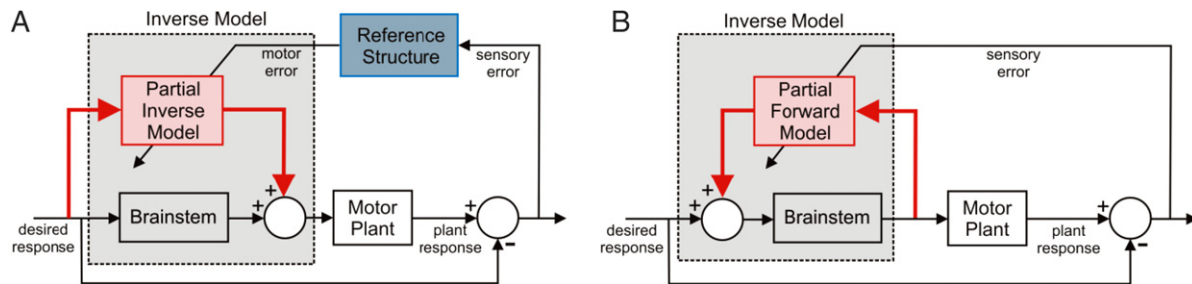 A
Inverse Model
motor
error
Reference
Structure
sensory
error
Partial
Inverse
Model
+
+
Brainstem
Motor
Plant
+
-
desired
response
plant
response
B
Inverse Model
sensory
error
Partial
Forward
Model
+
+
Brainstem
Motor
Plant
+
-
desired
response
plant
response